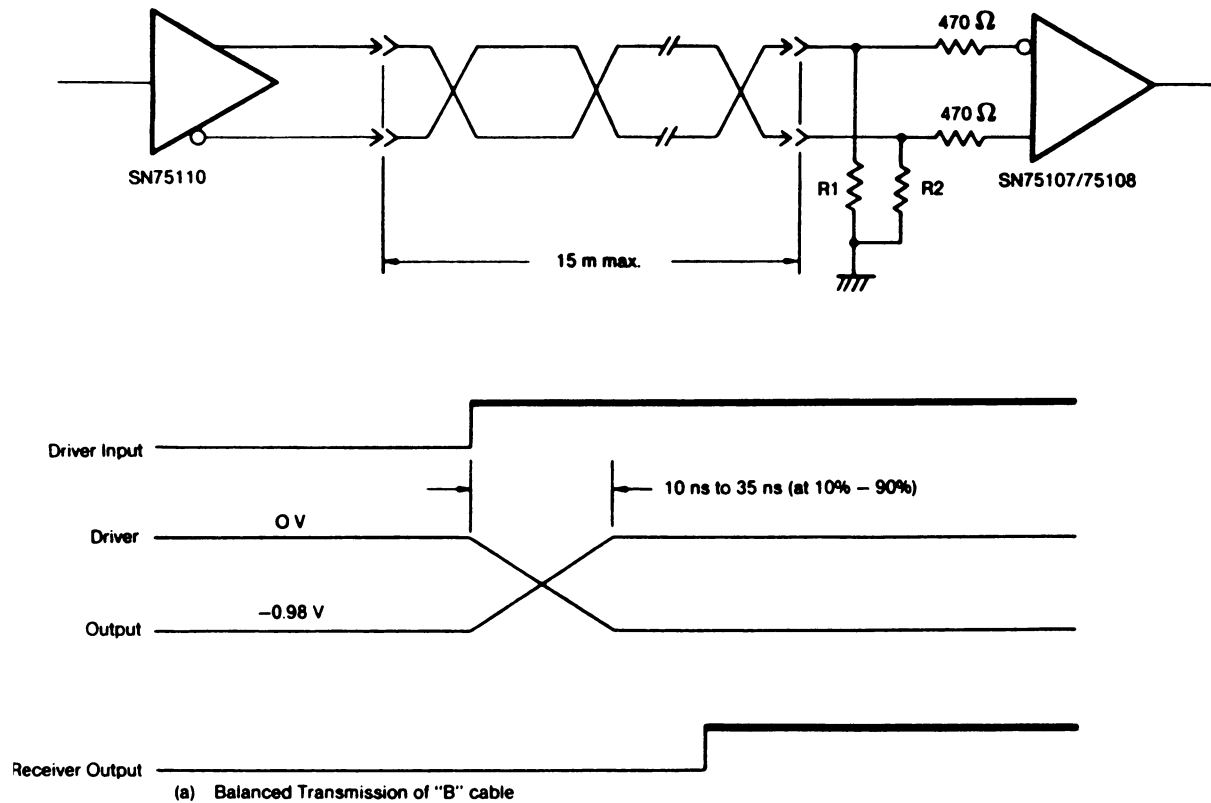 470 Ω
470 Ω
SN75110
R1
R2
SN75107/75108
15 m max.
Driver Input
10 ns to 35 ns (at 10% – 90%)
O V
Driver
–0.98 V
Output
Receiver Output
(a) Balanced Transmission of "B" cable